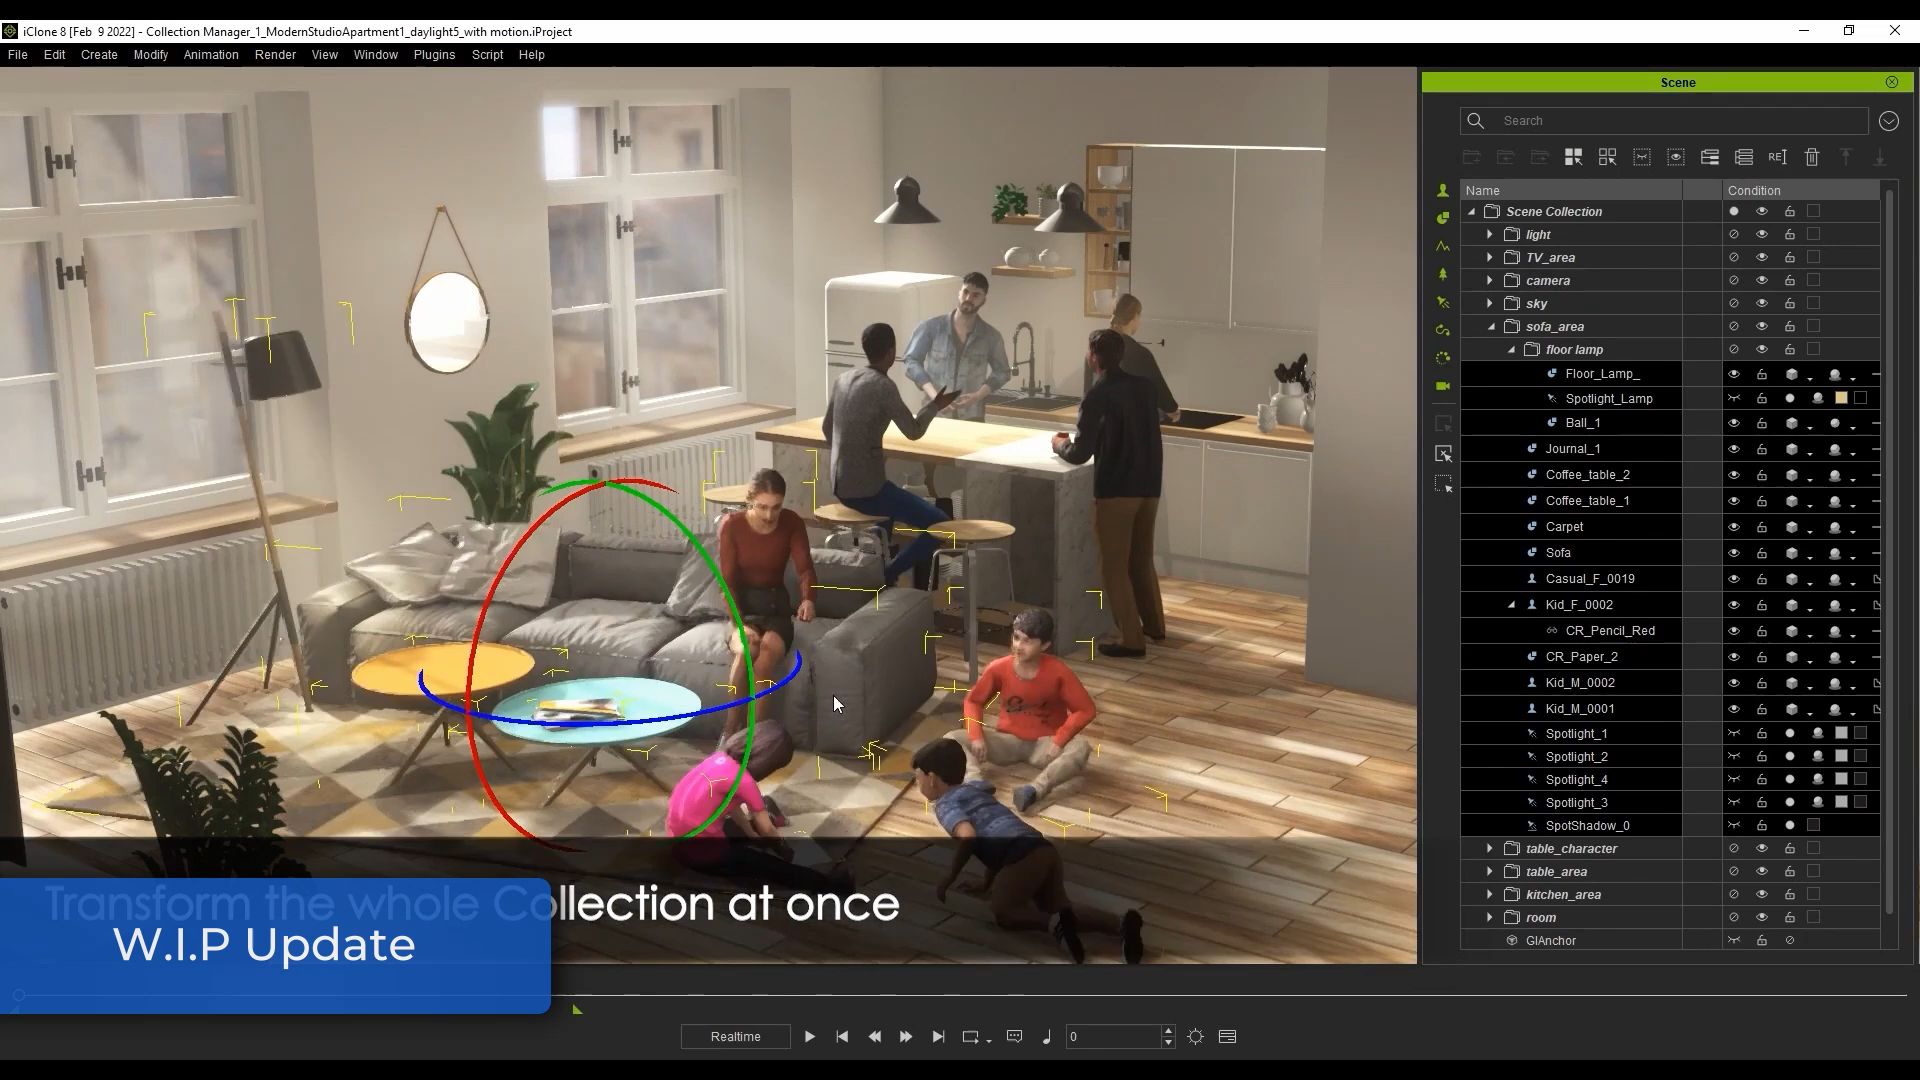 iClone 8 [Feb  9 2022] - Collection Manager_1_ModernStudioApartment1_daylight5_with motion.iProject
File Edit Create Modify Animation Render View Window Plugins Script Help
Scene
Search
RE
Name Condition
Scene Collection
light
TV_area
camera
sky
sofa_area
floor lamp
Floor_Lamp_
Spotlight_Lamp
Ball_1
Journal_1
Coffee_table_2
Coffee_table_1
Carpet
Sofa
Casual_F_0019
Kid_F_0002
CR_Pencil_Red
CR_Paper_2
Kid_M_0002
Kid_M_0001
Spotlight_1
Spotlight_2
Spotlight_4
Spotlight_3
SpotShadow_0
table_character
table_area
kitchen_area
room
GIAnchor
Transform the whole Collection at once
W.I.P Update
Realtime 0